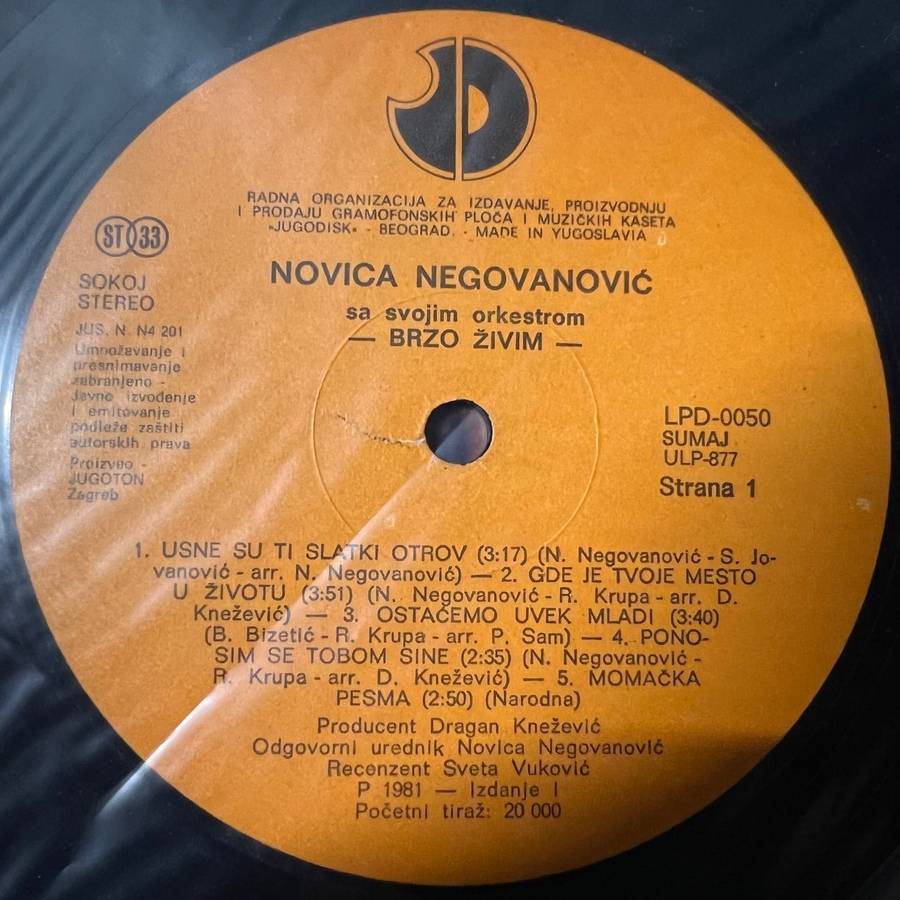 RADNA ORGANIZACIJA ZA IZDAVANJE, PROIZVODNJU
I PRODAJU GRAMOFONSKIH PLOČA I MUZIČKIH KASETA
»JUGODISK« - BEOGRAD. - MADE IN YUGOSLAVIA
ST 33
SOKOJ
STEREO
JUS. N. N4 201
Umnožavanje i
presnimavanje
zabranjeno -
Javno izvođenje
i emitovanje
podleže zaštiti
autorskih prava
Proizveo -
JUGOTON
Zagreb
NOVICA NEGOVANOVIĆ
sa svojim orkestrom
— BRZO ŽIVIM —
LPD-0050
SUMAJ
ULP-877
Strana 1
1. USNE SU TI SLATKI OTROV (3:17) (N. Negovanović - S. Jo-
vanović - arr. N. Negovanović) — 2. GDE JE TVOJE MESTO
U ŽIVOTU (3:51) (N. Negovanović - R. Krupa - arr. D.
Knežević) — 3. OSTAĆEMO UVEK MLADI (3:40)
(B. Bizetić - R. Krupa - arr. P. Sam) — 4. PONO-
SIM SE TOBOM SINE (2:35) (N. Negovanović -
R. Krupa - arr. D. Knežević) — 5. MOMAČKA
PESMA (2:50) (Narodna)
Producent Dragan Knežević
Odgovorni urednik Novica Negovanović
Recenzent Sveta Vuković
P 1981 — Izdanje I
Početni tiraž: 20 000